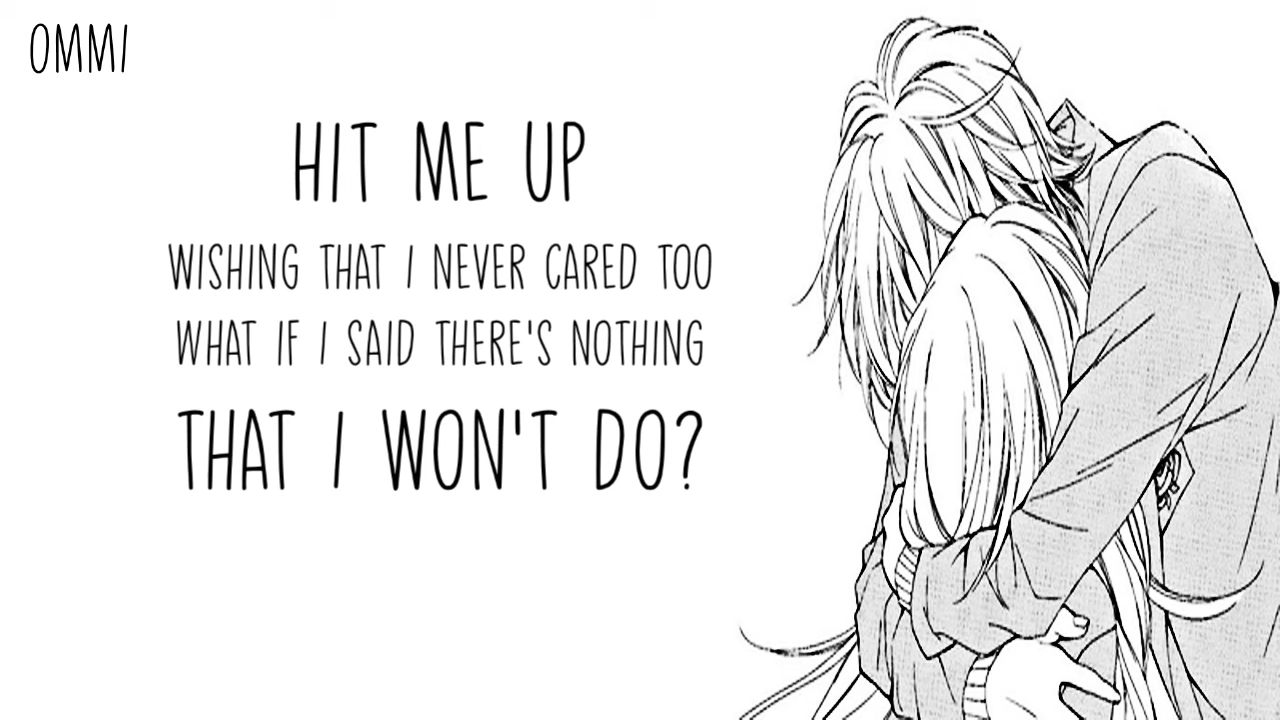 OMMI
HIT ME UP
WISHING THAT I NEVER CARED TOO
WHAT IF I SAID THERE'S NOTHING
THAT I WON'T DO?